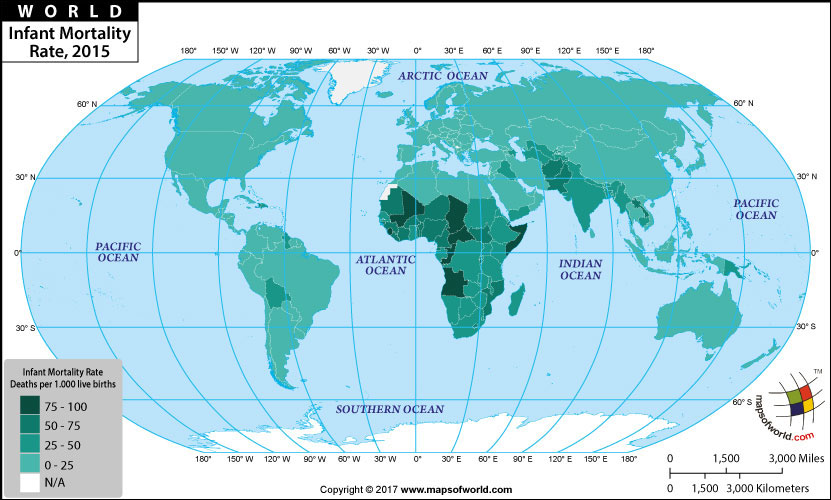 WORLD
Infant Mortality
Rate, 2015
180° 150° W 120° W 90° W 60° W 30° W 0° 30° E 60° E 90° E 120° E 150° E 180°
ARCTIC OCEAN
60° N 60° N
30° N 30° N
PACIFIC
OCEAN
PACIFIC
OCEAN
0° 0°
ATLANTIC
OCEAN
INDIAN
OCEAN
30° S 30° S
Infant Mortality Rate
Deaths per 1.000 live births
75 - 100
50 - 75
25 - 50
0 - 25
N/A
SOUTHERN OCEAN
60° S
TM
mapsofworld.com
180° 150° W 120° W 90° W 60° W 30° W 0° 30° E 60° E 90° E 120° E 150° E 180°
0 1,500 3,000 Miles
0 1,500 3,000 Kilometers
Copyright © 2017 www.mapsofworld.com